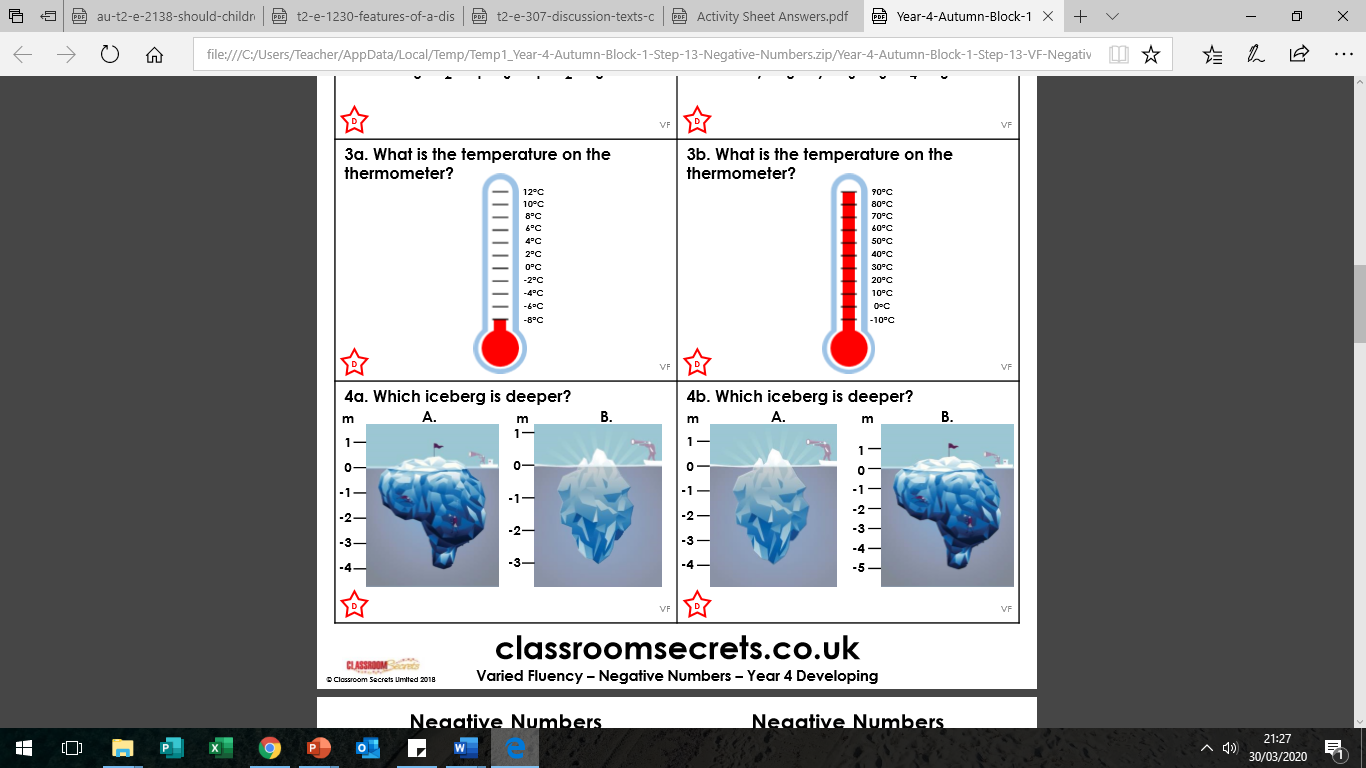 au-t2-e-2138-should-childr
t2-e-1230-features-of-a-dis
t2-e-307-discussion-texts-c
Activity Sheet Answers.pdf
Year-4-Autumn-Block-1
file:///C:/Users/Teacher/AppData/Local/Temp/Temp1_Year-4-Autumn-Block-1-Step-13-Negative-Numbers.zip/Year-4-Autumn-Block-1-Step-13-VF-Negativ
D
VF
D
VF
3a. What is the temperature on the
thermometer?
12°C
10°C
8°C
6°C
4°C
2°C
0°C
-2°C
-4°C
-6°C
-8°C
D
VF
3b. What is the temperature on the
thermometer?
90°C
80°C
70°C
60°C
50°C
40°C
30°C
20°C
10°C
0°C
-10°C
D
VF
4a. Which iceberg is deeper?
m A. m B.
1
0
-1
-2
-3
-4
1
0
-1
-2
-3
D
VF
4b. Which iceberg is deeper?
m A. m B.
1
0
-1
-2
-3
-4
1
0
-1
-2
-3
-4
-5
D
VF
classroomsecrets.co.uk
CLASSROOM Secrets
© Classroom Secrets Limited 2018
Varied Fluency – Negative Numbers – Year 4 Developing
Negative Numbers
Negative Numbers
21:27
30/03/2020
1